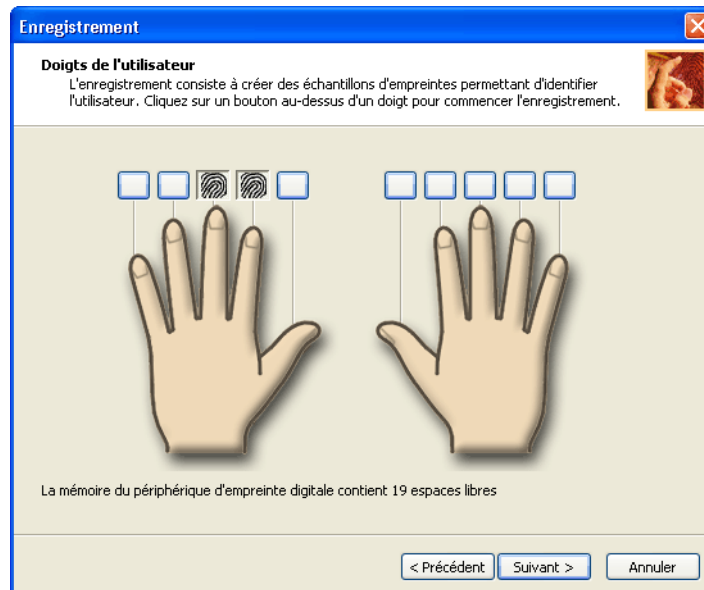 Enregistrement
Doigts de l'utilisateur
L'enregistrement consiste à créer des échantillons d'empreintes permettant d'identifier
l'utilisateur. Cliquez sur un bouton au-dessus d'un doigt pour commencer l'enregistrement.
La mémoire du périphérique d'empreinte digitale contient 19 espaces libres
< Précédent Suivant > Annuler